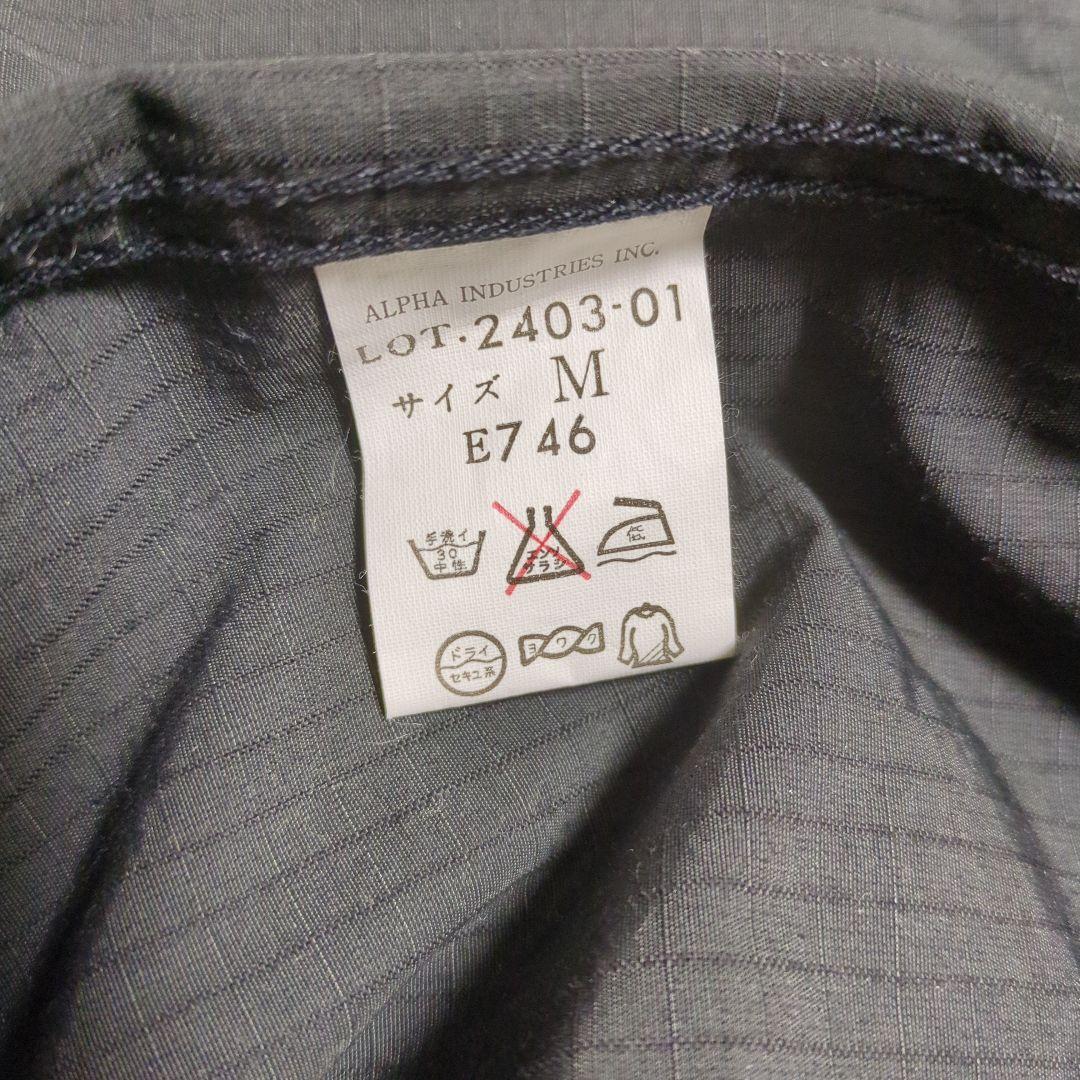 ALPHA INDUSTRIES INC.
LOT・2403-01
サイズ M
E746
手洗イ
30
中性
エンソ
サラシ
低
ドライ
セキユ系
ヨワク